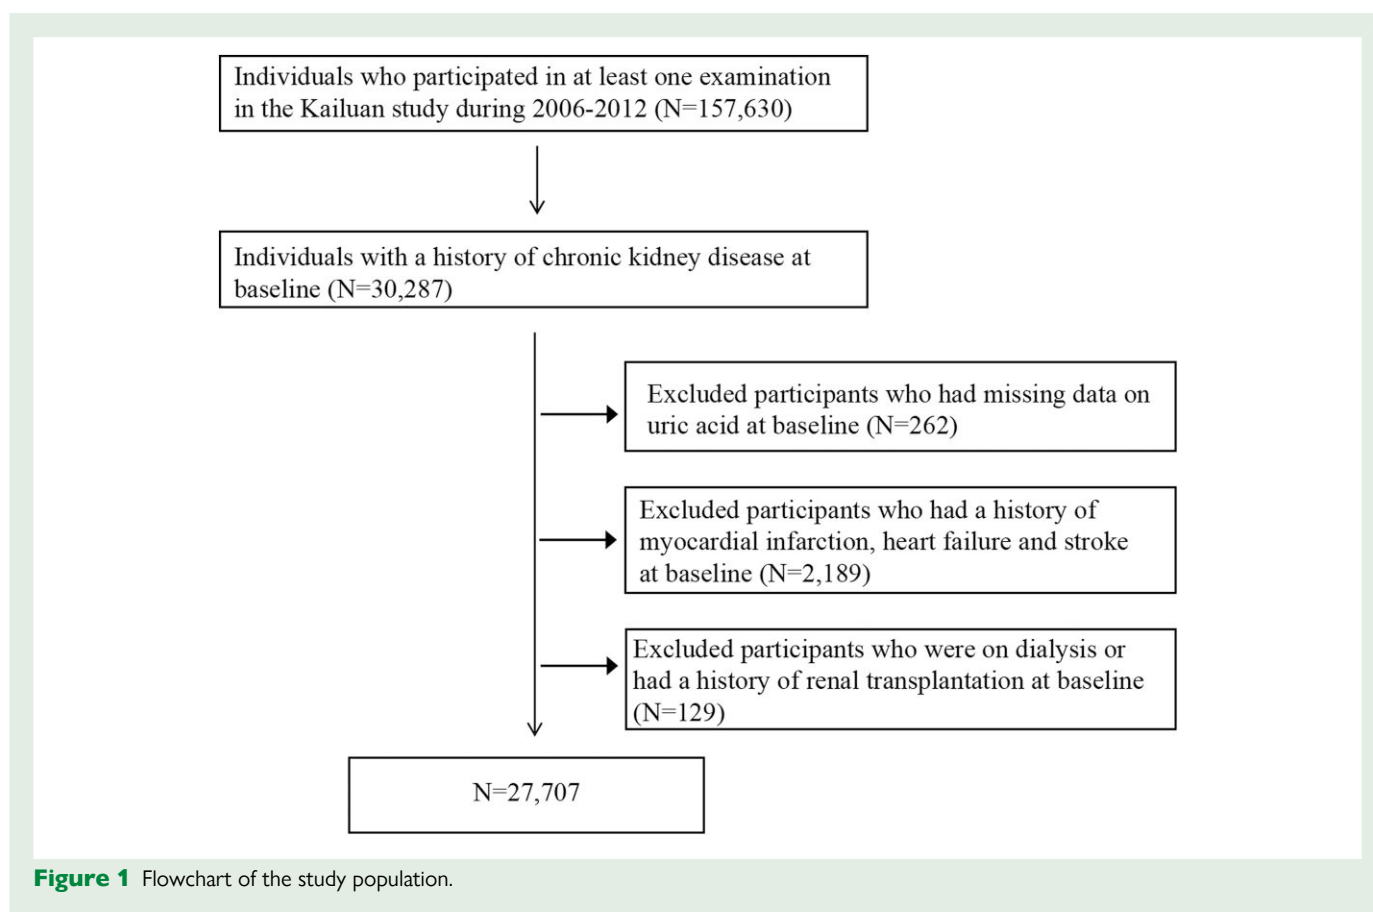 Individuals who participated in at least one examination
in the Kailuan study during 2006-2012 (N=157,630)
Individuals with a history of chronic kidney disease at
baseline (N=30,287)
Excluded participants who had missing data on
uric acid at baseline (N=262)
Excluded participants who had a history of
myocardial infarction, heart failure and stroke
at baseline (N=2,189)
Excluded participants who were on dialysis or
had a history of renal transplantation at baseline
(N=129)
N=27,707
Figure 1 Flowchart of the study population.